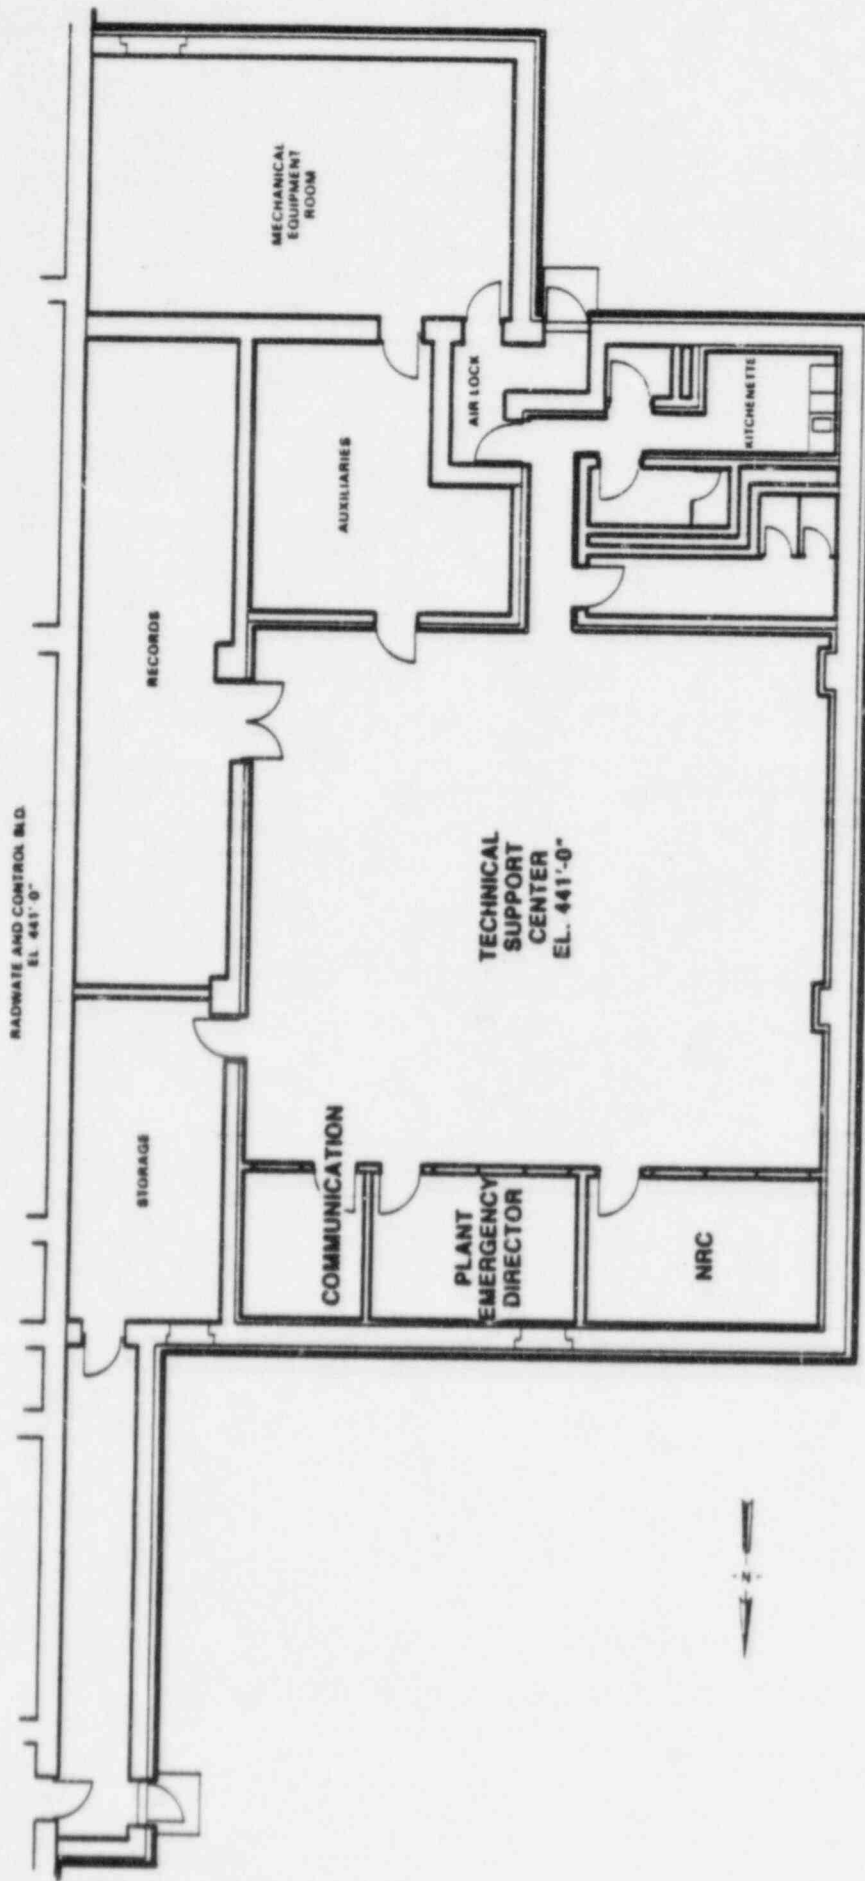 RADWATE AND CONTROL BLD.
EL 441' 0"
STORAGE
RECORDS
MECHANICAL
EQUIPMENT
ROOM
AUXILIARIES
AIR LOCK
KITCHENETTE
COMMUNICATION
PLANT
EMERGENCY
DIRECTOR
NRC
TECHNICAL
SUPPORT
CENTER
EL. 441'-0"
N